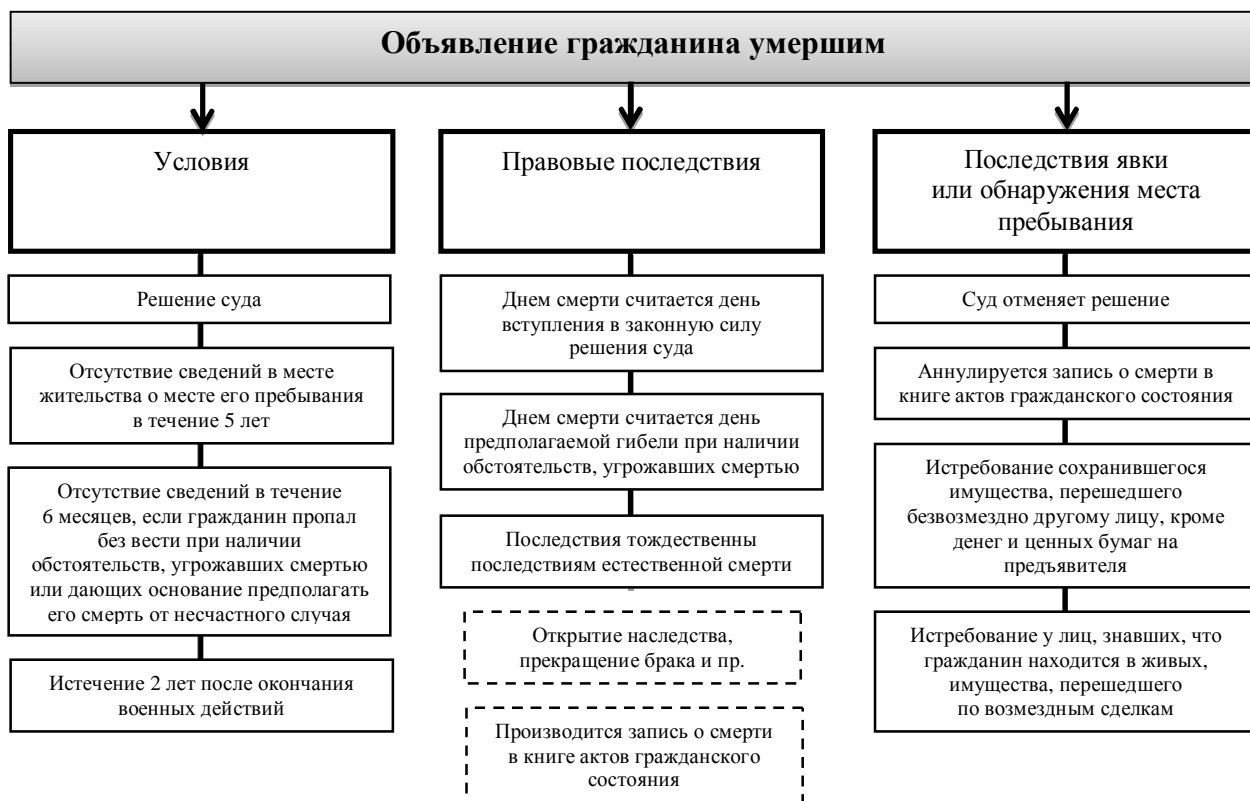 Объявление гражданина умершим
Условия
Решение суда
Отсутствие сведений в месте
жительства о месте его пребывания
в течение 5 лет
Отсутствие сведений в течение
6 месяцев, если гражданин пропал
без вести при наличии
обстоятельств, угрожавших смертью
или дающих основание предполагать
его смерть от несчастного случая
Истечение 2 лет после окончания
военных действий
Правовые последствия
Днем смерти считается день
вступления в законную силу
решения суда
Днем смерти считается день
предполагаемой гибели при наличии
обстоятельств, угрожавших смертью
Последствия тождественны
последствиям естественной смерти
Открытие наследства,
прекращение брака и пр.
Производится запись о смерти
в книге актов гражданского
состояния
Последствия явки
или обнаружения места
пребывания
Суд отменяет решение
Аннулируется запись о смерти в
книге актов гражданского состояния
Истребование сохранившегося
имущества, перешедшего
безвозмездно другому лицу, кроме
денег и ценных бумаг на
предъявителя
Истребование у лиц, знавших, что
гражданин находится в живых,
имущества, перешедшего
по возмездным сделкам